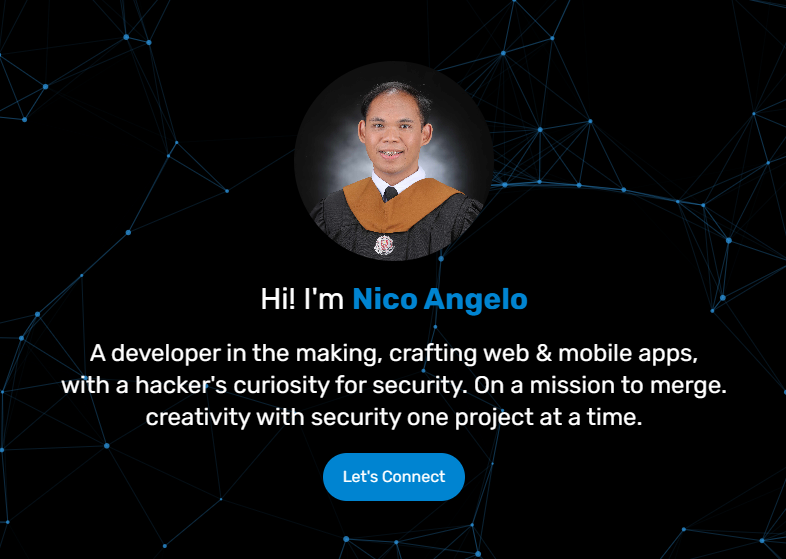 Hi! I'm Nico Angelo
A developer in the making, crafting web & mobile apps,
with a hacker's curiosity for security. On a mission to merge.
creativity with security one project at a time.
Let's Connect